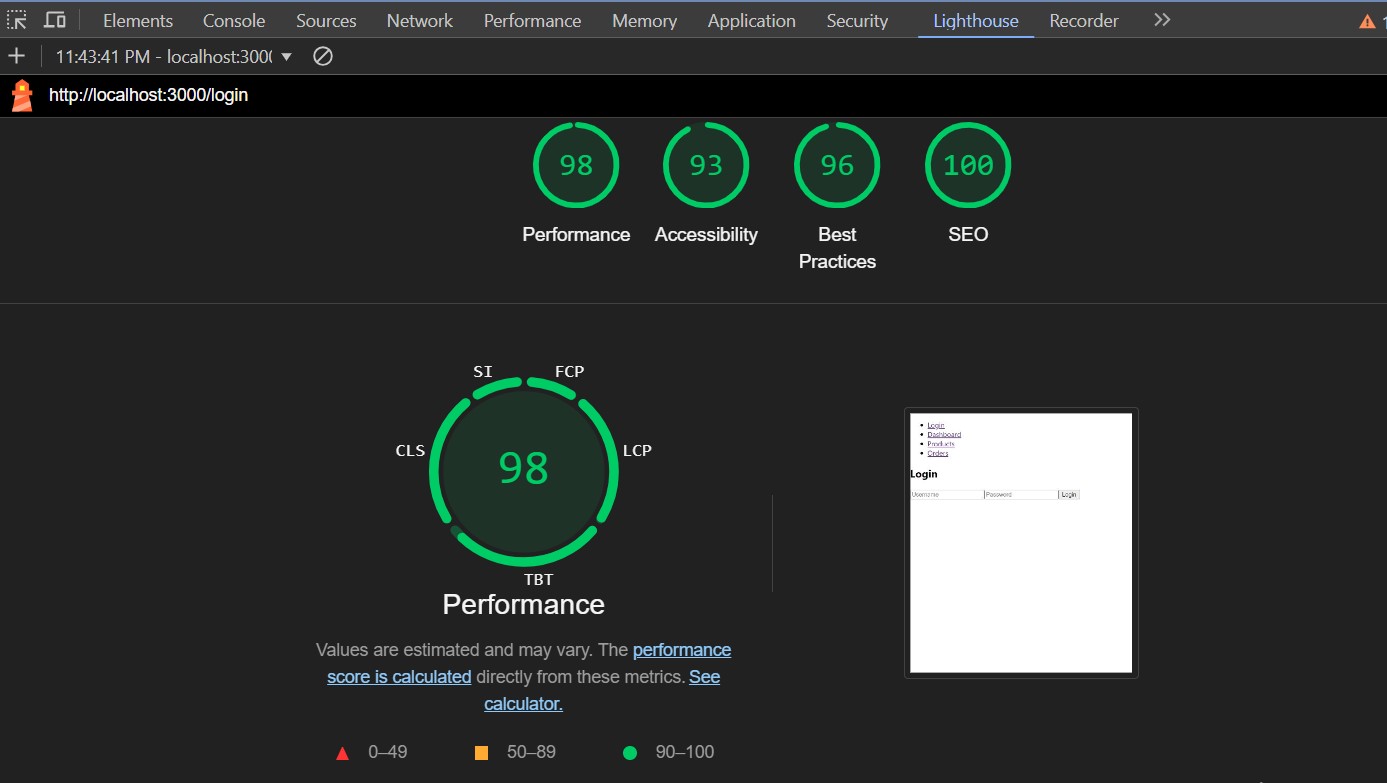 Elements Console Sources Network Performance Memory Application Security Lighthouse Recorder
11:43:41 PM - localhost:3000
http://localhost:3000/login
98 93 96 100
Performance Accessibility Best Practices SEO
SI FCP
CLS LCP
98
TBT
Performance
Values are estimated and may vary. The performance
score is calculated directly from these metrics. See
calculator.
0–49 50–89 90–100
Login
Dashboard
Products
Orders
Login
Username Password Login